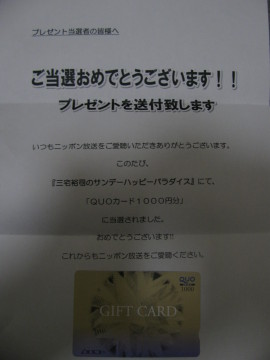 プレゼント当選者の皆様へ
ご当選おめでとうございます！！
プレゼントを送付致します
いつもニッポン放送をご愛聴いただきありがとうございます。
このたび、
『三宅裕司のサンデーハッピーパラダイス』にて、
「QUOカード１０００円分」
に当選されました。
おめでとうございます!!
これからもニッポン放送をご愛聴ください。
QUO
1000
GIFT CARD